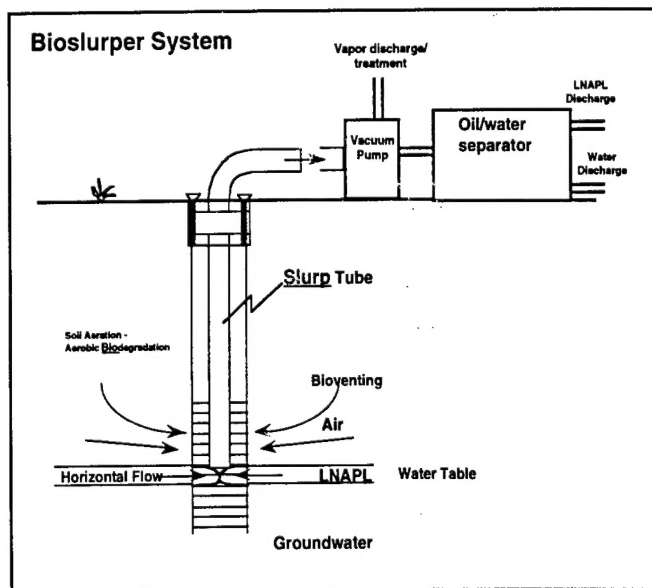 Bioslurper System
Vapor discharge/
treatment
LNAPL
Discharge
Oil/water
separator
Vacuum
Pump
Water
Discharge
Slurp Tube
Soil Aeration -
Aerobic Biodegradation
Bioventing
Air
Horizontal Flow
LNAPL
Water Table
Groundwater